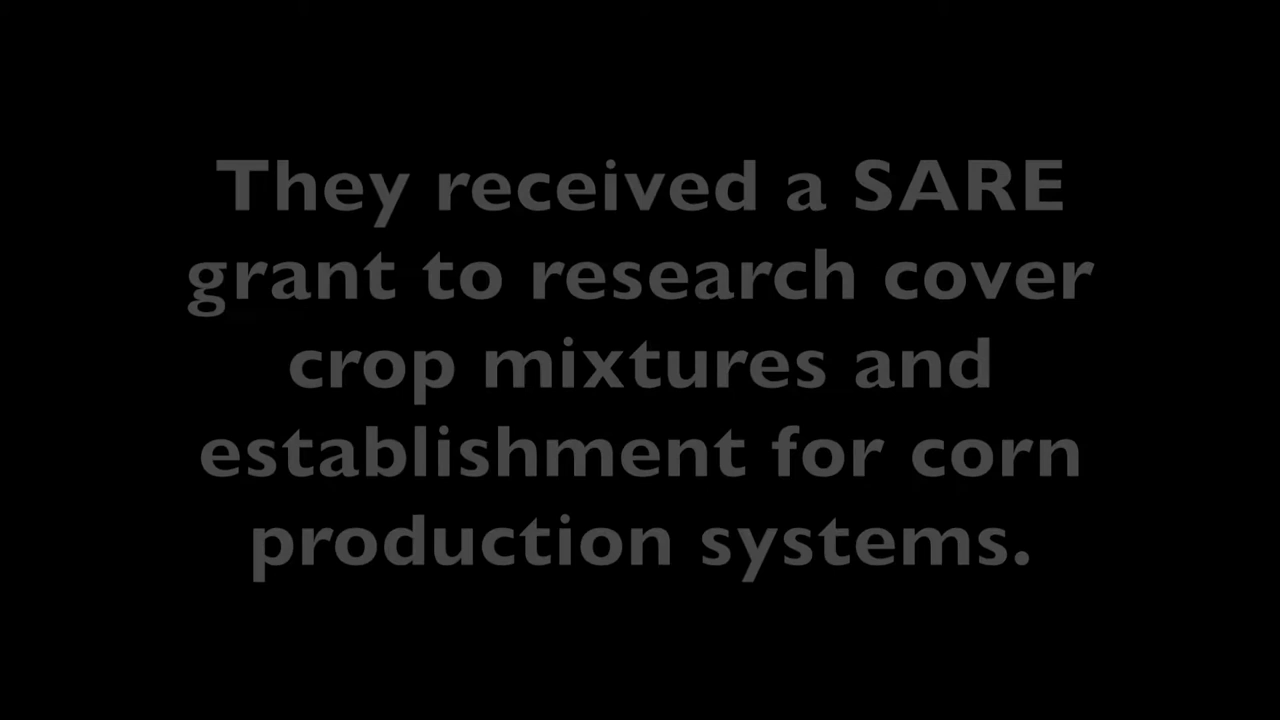 They received a SARE
grant to research cover
crop mixtures and
establishment for corn
production systems.